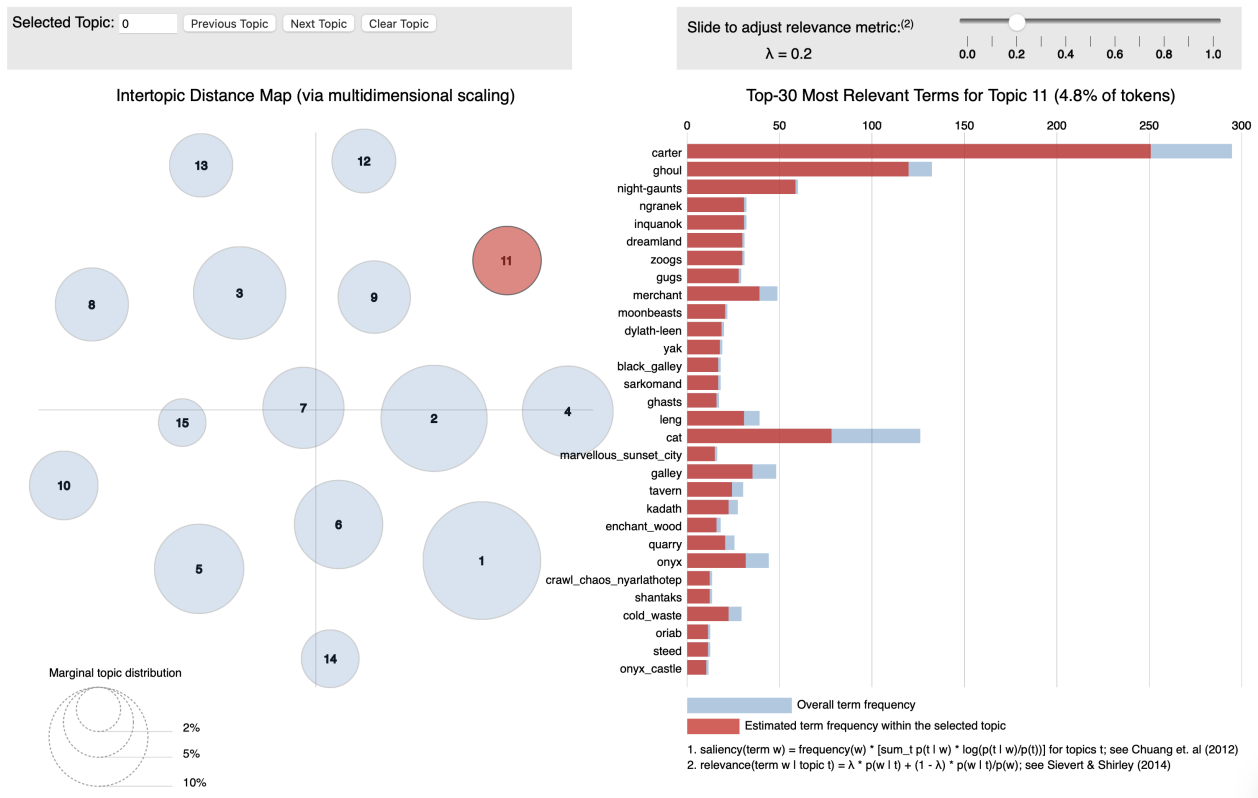 Selected Topic: 0 Previous Topic Next Topic Clear Topic
Slide to adjust relevance metric:(2)
λ = 0.2
0.0 0.2 0.4 0.6 0.8 1.0
Intertopic Distance Map (via multidimensional scaling)
13
12
11
3
9
8
7
2
4
15
10
6
1
5
14
Marginal topic distribution
2%
5%
10%
Top-30 Most Relevant Terms for Topic 11 (4.8% of tokens)
0 50 100 150 200 250 300
carter
ghoul
night-gaunts
ngranek
inquanok
dreamland
zoogs
gugs
merchant
moonbeasts
dylath-leen
yak
black_galley
sarkomand
ghasts
leng
cat
marvellous_sunset_city
galley
tavern
kadath
enchant_wood
quarry
onyx
crawl_chaos_nyarlathotep
shantaks
cold_waste
oriab
steed
onyx_castle
Overall term frequency
Estimated term frequency within the selected topic
1. saliency(term w) = frequency(w) * [sum_t p(t | w) * log(p(t | w)/p(t))] for topics t; see Chuang et. al (2012)
2. relevance(term w | topic t) = λ * p(w | t) + (1 - λ) * p(w | t)/p(w); see Sievert & Shirley (2014)